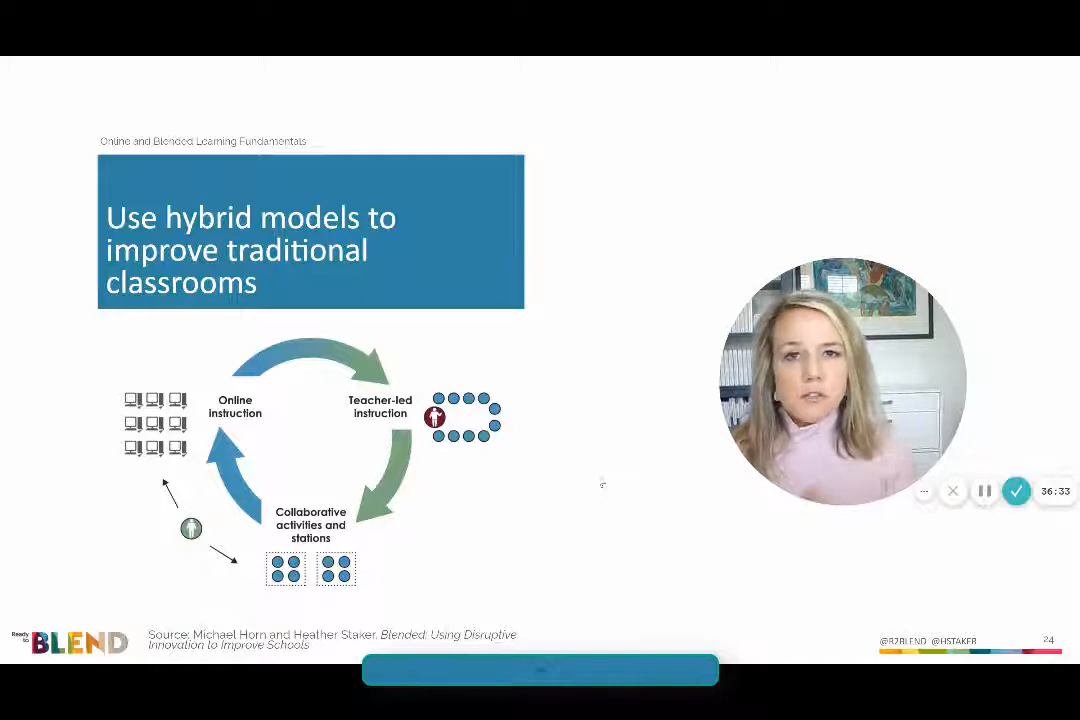 Online and Blended Learning Fundamentals
Use hybrid models to
improve traditional
classrooms
Online
instruction
Teacher-led
instruction
Collaborative
activities and
stations
36:33
Ready
to
BLEND
Source: Michael Horn and Heather Staker, Blended: Using Disruptive
Innovation to Improve Schools
@R2BLEND @HSTAKER
24